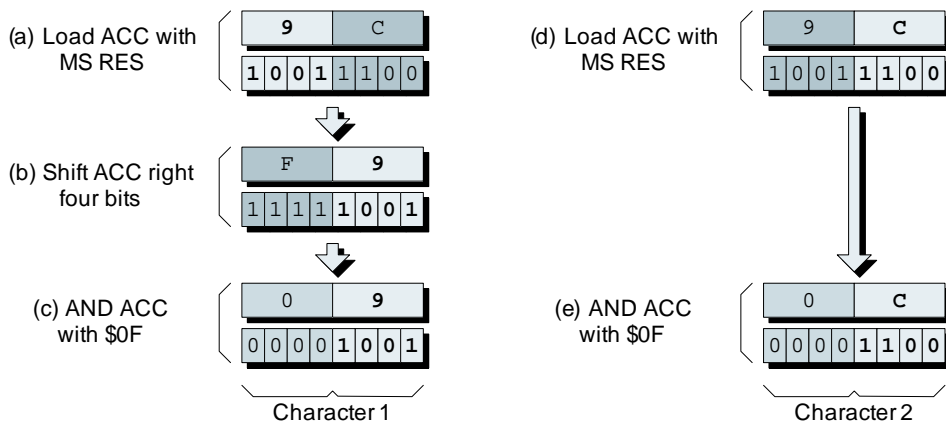 (a) Load ACC with
MS RES
9 C
1 0 0 1 1 1 0 0
(b) Shift ACC right
four bits
F 9
1 1 1 1 1 0 0 1
(c) AND ACC
with $0F
0 9
0 0 0 0 1 0 0 1
Character 1
(d) Load ACC with
MS RES
9 C
1 0 0 1 1 1 0 0
(e) AND ACC
with $0F
0 C
0 0 0 0 1 1 0 0
Character 2